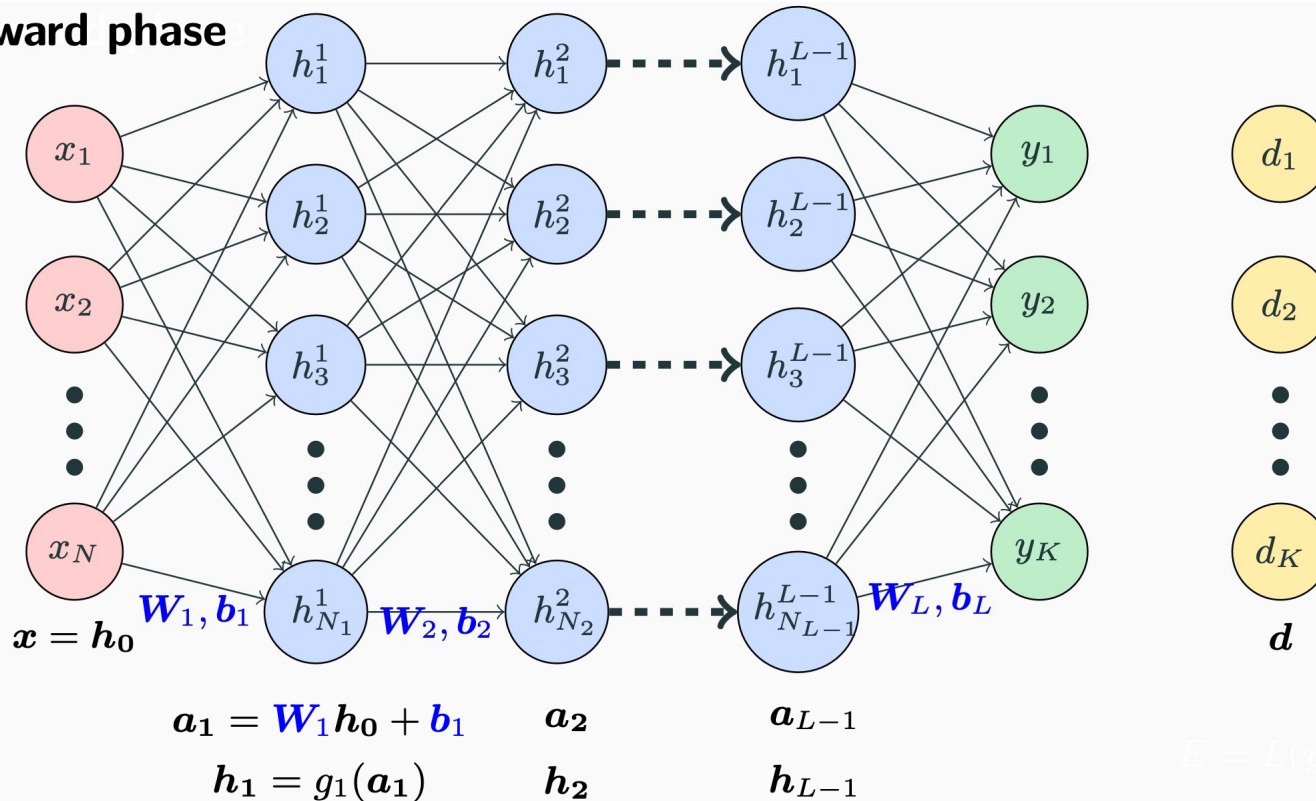 ward phase
h_1^1 h_1^2 h_1^{L-1}
x_1 y_1 d_1
h_2^1 h_2^2 h_2^{L-1}
x_2 y_2 d_2
h_3^1 h_3^2 h_3^{L-1}
x_N y_K d_K
h_{N_1}^1 h_{N_2}^2 h_{N_{L-1}}^{L-1}
W_1, b_1 W_2, b_2 W_L, b_L
x = h_0 d
a_1 = W_1 h_0 + b_1 a_2 a_{L-1}
h_1 = g_1(a_1) h_2 h_{L-1}
E = L(y